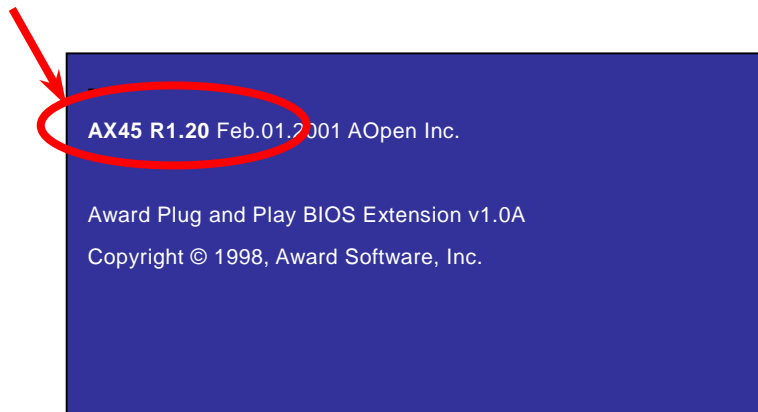 AX45 R1.20 Feb.01.2001 AOpen Inc.
Award Plug and Play BIOS Extension v1.0A
Copyright © 1998, Award Software, Inc.